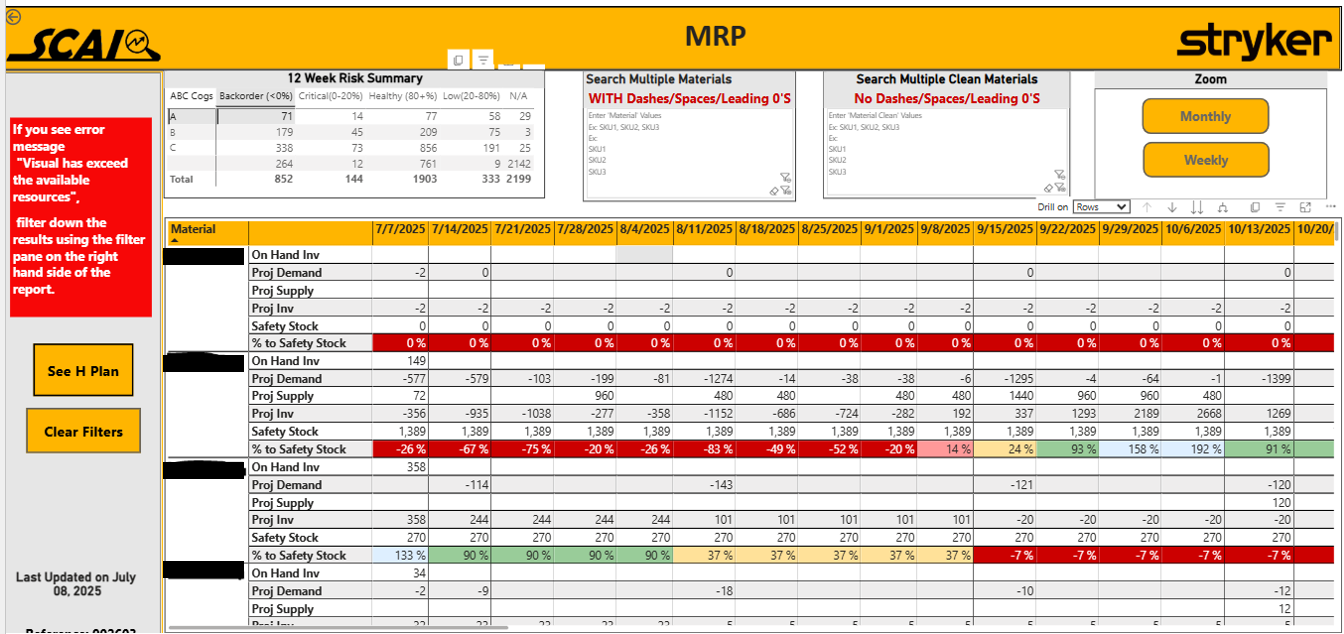 SCAI
MRP
stryker
12 Week Risk Summary
ABC Cogs Backorder (<0%) Critical(0-20%) Healthy (80+%) Low(20-80%) N/A
A 71 14 77 58 29
B 179 45 209 75 3
C 338 73 856 191 25
264 12 761 9 2142
Total 852 144 1903 333 2199
Search Multiple Materials
WITH Dashes/Spaces/Leading 0'S
Enter 'Material' Values
Ex: SKU1, SKU2, SKU3
Ex:
SKU1
SKU2
SKU3
Search Multiple Clean Materials
No Dashes/Spaces/Leading 0'S
Enter 'Material Clean' Values
Ex: SKU1, SKU2, SKU3
Ex:
SKU1
SKU2
SKU3
Zoom
Monthly
Weekly
If you see error
message
"Visual has exceed
the available
resources",
filter down the
results using the filter
pane on the right
hand side of the
report.
See H Plan
Clear Filters
Last Updated on July
08, 2025
Drill on Rows
Material 7/7/2025 7/14/2025 7/21/2025 7/28/2025 8/4/2025 8/11/2025 8/18/2025 8/25/2025 9/1/2025 9/8/2025 9/15/2025 9/22/2025 9/29/2025 10/6/2025 10/13/2025 10/20/
On Hand Inv
Proj Demand -2 0 0 0 0
Proj Supply
Proj Inv -2 -2 -2 -2 -2 -2 -2 -2 -2 -2 -2 -2 -2 -2 -2
Safety Stock 0 0 0 0 0 0 0 0 0 0 0 0 0 0 0
% to Safety Stock 0 % 0 % 0 % 0 % 0 % 0 % 0 % 0 % 0 % 0 % 0 % 0 % 0 % 0 % 0 %
On Hand Inv 149
Proj Demand -577 -579 -103 -199 -81 -1274 -14 -38 -38 -6 -1295 -4 -64 -1 -1399
Proj Supply 72 960 480 480 480 480 1440 960 960 480
Proj Inv -356 -935 -1038 -277 -358 -1152 -686 -724 -282 192 337 1293 2189 2668 1269
Safety Stock 1,389 1,389 1,389 1,389 1,389 1,389 1,389 1,389 1,389 1,389 1,389 1,389 1,389 1,389 1,389
% to Safety Stock -26 % -67 % -75 % -20 % -26 % -83 % -49 % -52 % -20 % 14 % 24 % 93 % 158 % 192 % 91 %
On Hand Inv 358
Proj Demand -114 -143 -121 -120
Proj Supply 120
Proj Inv 358 244 244 244 244 101 101 101 101 101 -20 -20 -20 -20 -20
Safety Stock 270 270 270 270 270 270 270 270 270 270 270 270 270 270 270
% to Safety Stock 133 % 90 % 90 % 90 % 90 % 37 % 37 % 37 % 37 % 37 % -7 % -7 % -7 % -7 % -7 %
On Hand Inv 34
Proj Demand -2 -9 -18 -10 -12
Proj Supply 12